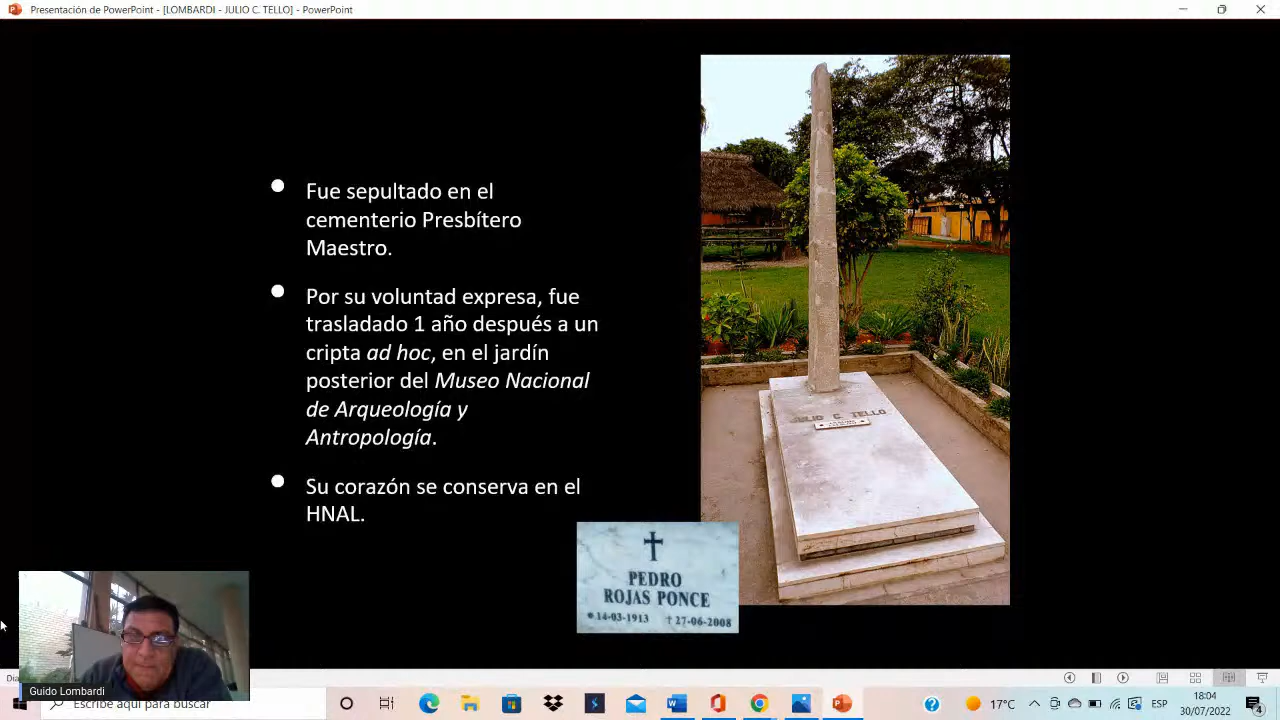 Presentación de PowerPoint - [LOMBARDI - JULIO C. TELLO] - PowerPoint
Fue sepultado en el
cementerio Presbítero
Maestro.
Por su voluntad expresa, fue
trasladado 1 año después a un
cripta ad hoc, en el jardín
posterior del Museo Nacional
de Arqueología y
Antropología.
Su corazón se conserva en el
HNAL.
JULIO C. TELLO
PEDRO
ROJAS PONCE
14-03-1913 † 27-06-2008
Guido Lombardi
Escribe aquí para buscar
17°C
ESP
18:04
30/07/2022
4